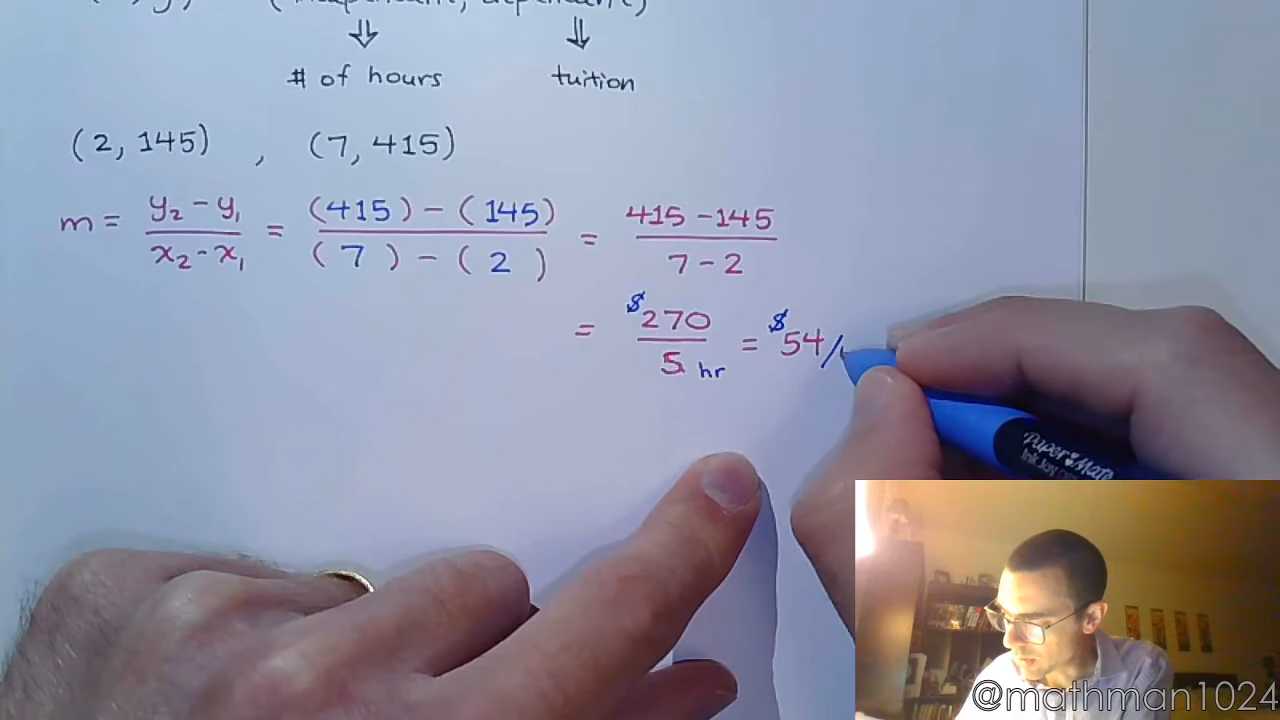 # of hours tuition
(2, 145) , (7, 415)
m = y₂ - y₁ / x₂ - x₁ = (415) - (145) / (7) - (2) = 415 - 145 / 7 - 2
= $270 / 5 hr = $54/
Paper Mate
InkJoy
@mathman1024